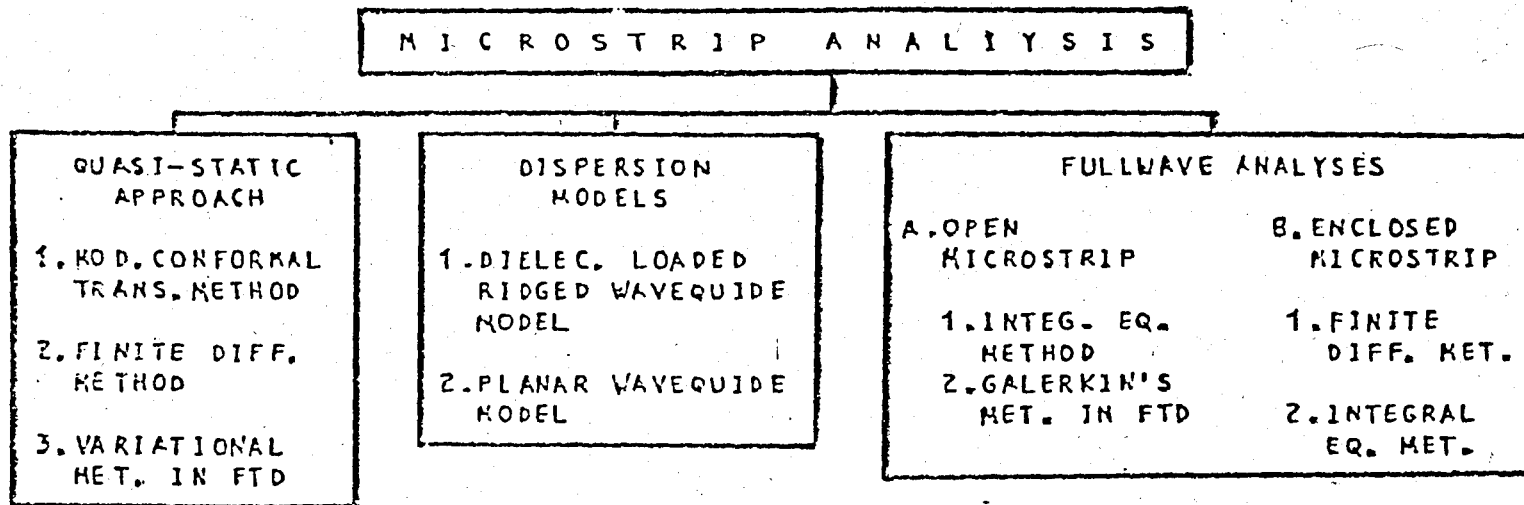 MICROSTRIP ANALIYSIS
QUASI-STATIC
APPROACH
1. MOD. CONFORMAL
TRANS. METHOD
2. FINITE DIFF.
METHOD
3. VARIATIONAL
MET. IN FTD
DISPERSION
MODELS
1. DIELEC. LOADED
RIDGED WAVEQUIDE
MODEL
2. PLANAR WAVEQUIDE
MODEL
FULLWAVE ANALYSES
A. OPEN
MICROSTRIP
1. INTEG. EQ.
METHOD
2. GALERKIN'S
MET. IN FTD
B. ENCLOSED
MICROSTRIP
1. FINITE
DIFF. MET.
2. INTEGRAL
EQ. MET.